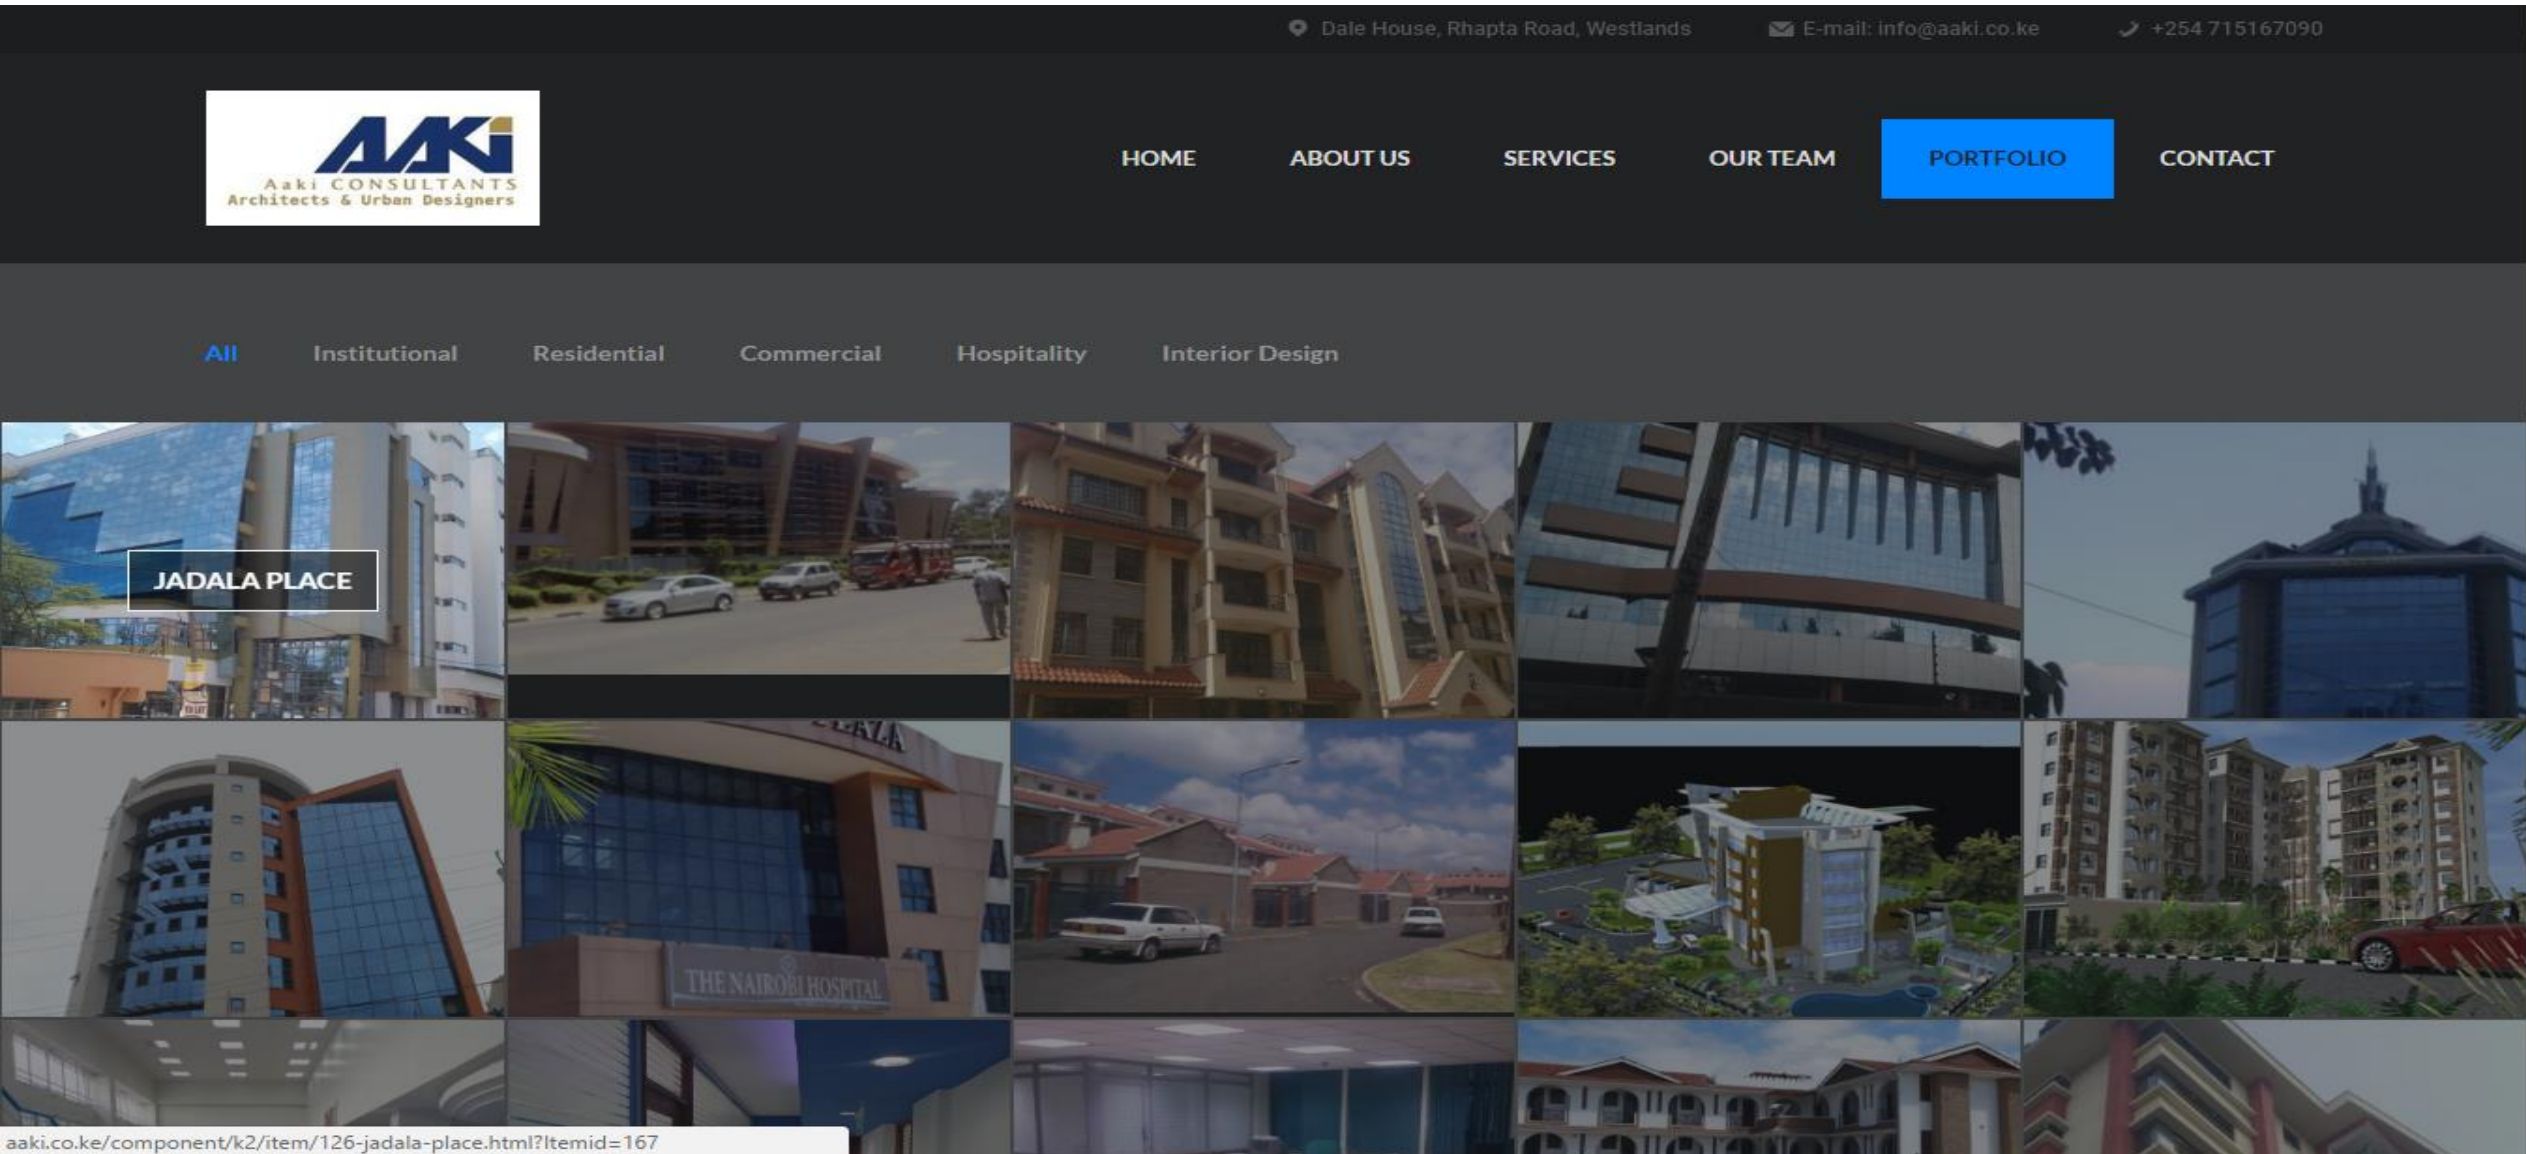 Dale House, Rhapta Road, Westlands E-mail: info@aaki.co.ke +254 715167090
AAKi
Aaki CONSULTANTS
Architects & Urban Designers
HOME ABOUT US SERVICES OUR TEAM PORTFOLIO CONTACT
All Institutional Residential Commercial Hospitality Interior Design
JADALA PLACE
PLAZA
THE NAIROBI HOSPITAL
aaki.co.ke/component/k2/item/126-jadala-place.html?Itemid=167